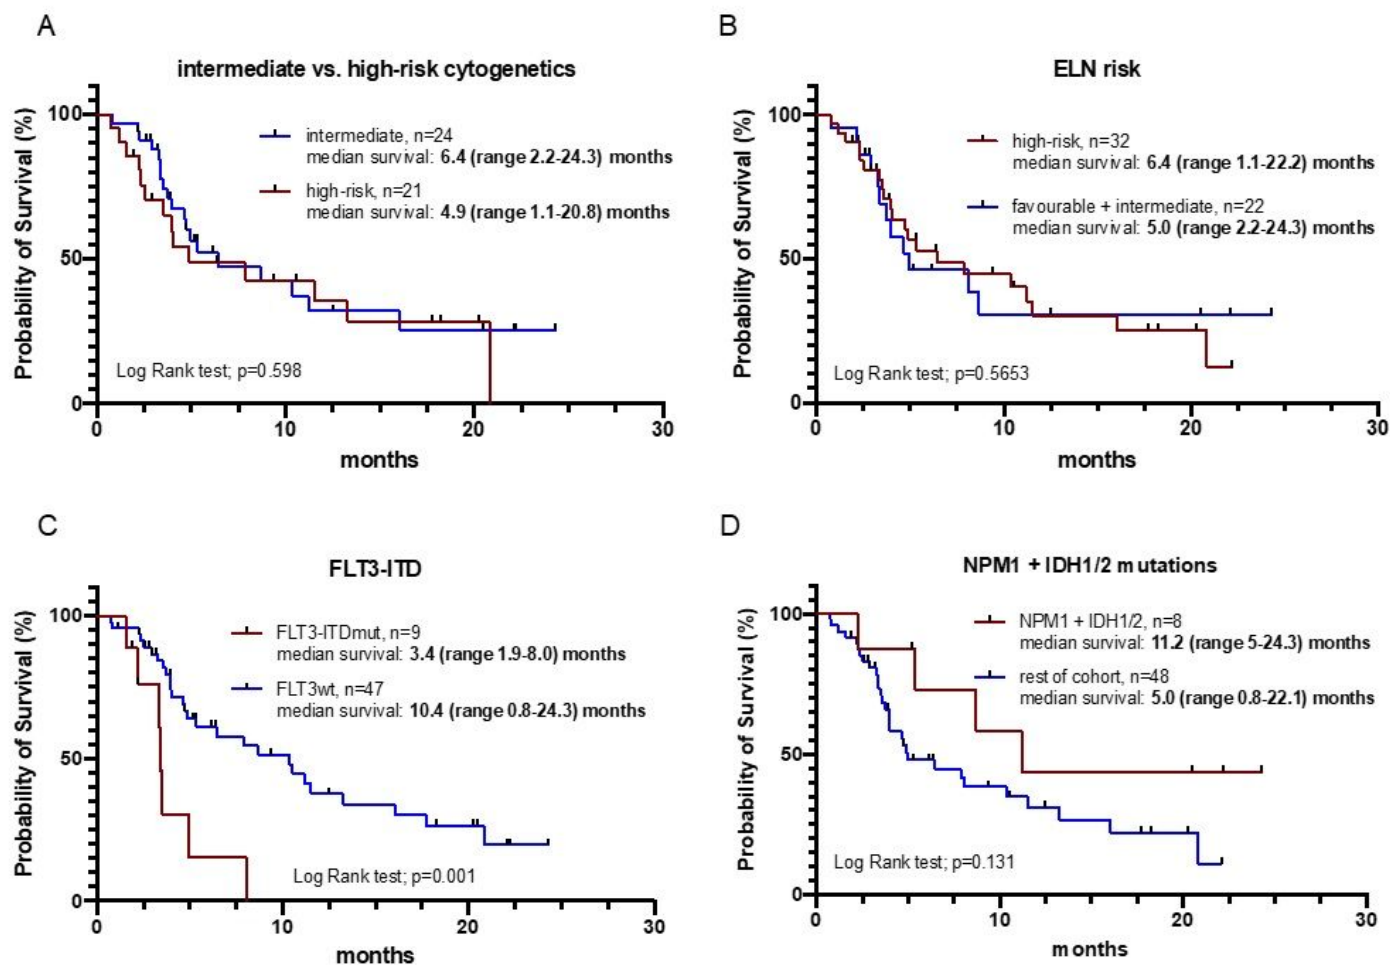 A
intermediate vs. high-risk cytogenetics
Probability of Survival (%)
100
50
0
intermediate, n=24
median survival: 6.4 (range 2.2-24.3) months
high-risk, n=21
median survival: 4.9 (range 1.1-20.8) months
Log Rank test; p=0.598
0 10 20 30
months
B
ELN risk
Probability of Survival (%)
100
50
0
high-risk, n=32
median survival: 6.4 (range 1.1-22.2) months
favourable + intermediate, n=22
median survival: 5.0 (range 2.2-24.3) months
Log Rank test; p=0.5653
0 10 20 30
months
C
FLT3-ITD
Probability of Survival (%)
100
50
0
FLT3-ITDmut, n=9
median survival: 3.4 (range 1.9-8.0) months
FLT3wt, n=47
median survival: 10.4 (range 0.8-24.3) months
Log Rank test; p=0.001
0 10 20 30
months
D
NPM1 + IDH1/2 mutations
Probability of Survival (%)
100
50
0
NPM1 + IDH1/2, n=8
median survival: 11.2 (range 5-24.3) months
rest of cohort, n=48
median survival: 5.0 (range 0.8-22.1) months
Log Rank test; p=0.131
0 10 20 30
months